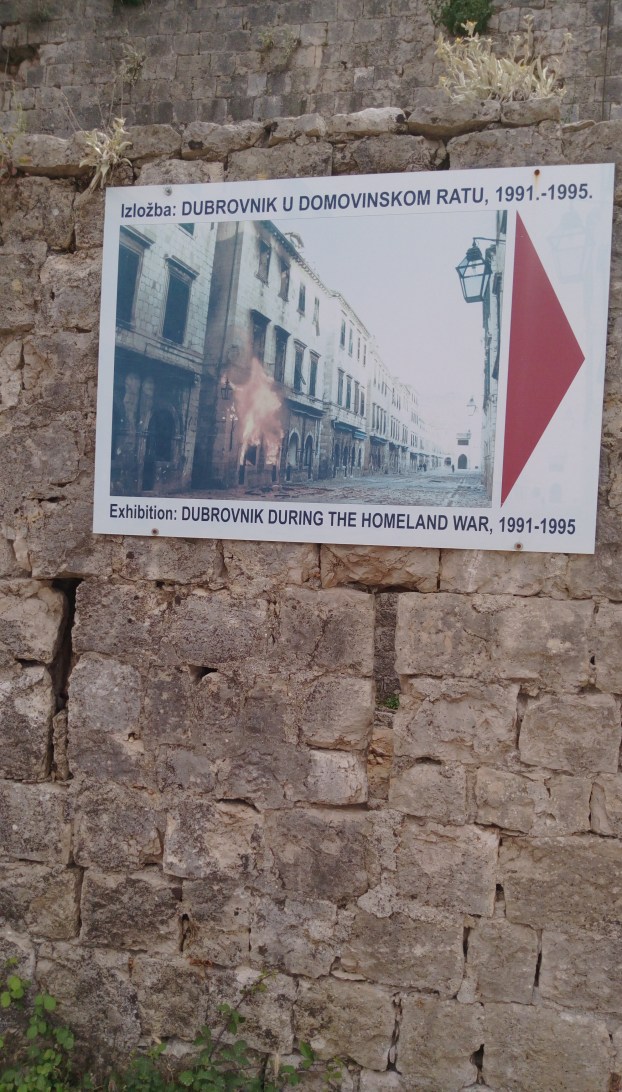 Izložba: DUBROVNIK U DOMOVINSKOM RATU, 1991.-1995.
Exhibition: DUBROVNIK DURING THE HOMELAND WAR, 1991-1995